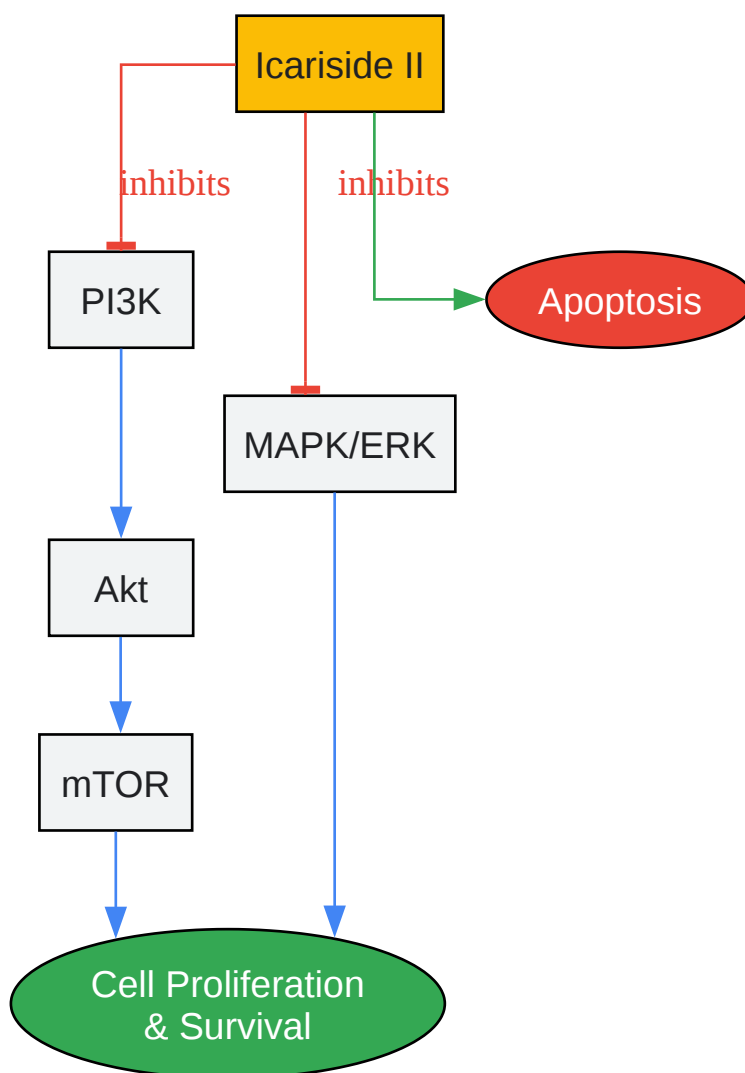 Icariside II
inhibits
inhibits
PI3K
Apoptosis
MAPK/ERK
Akt
mTOR
Cell Proliferation
& Survival